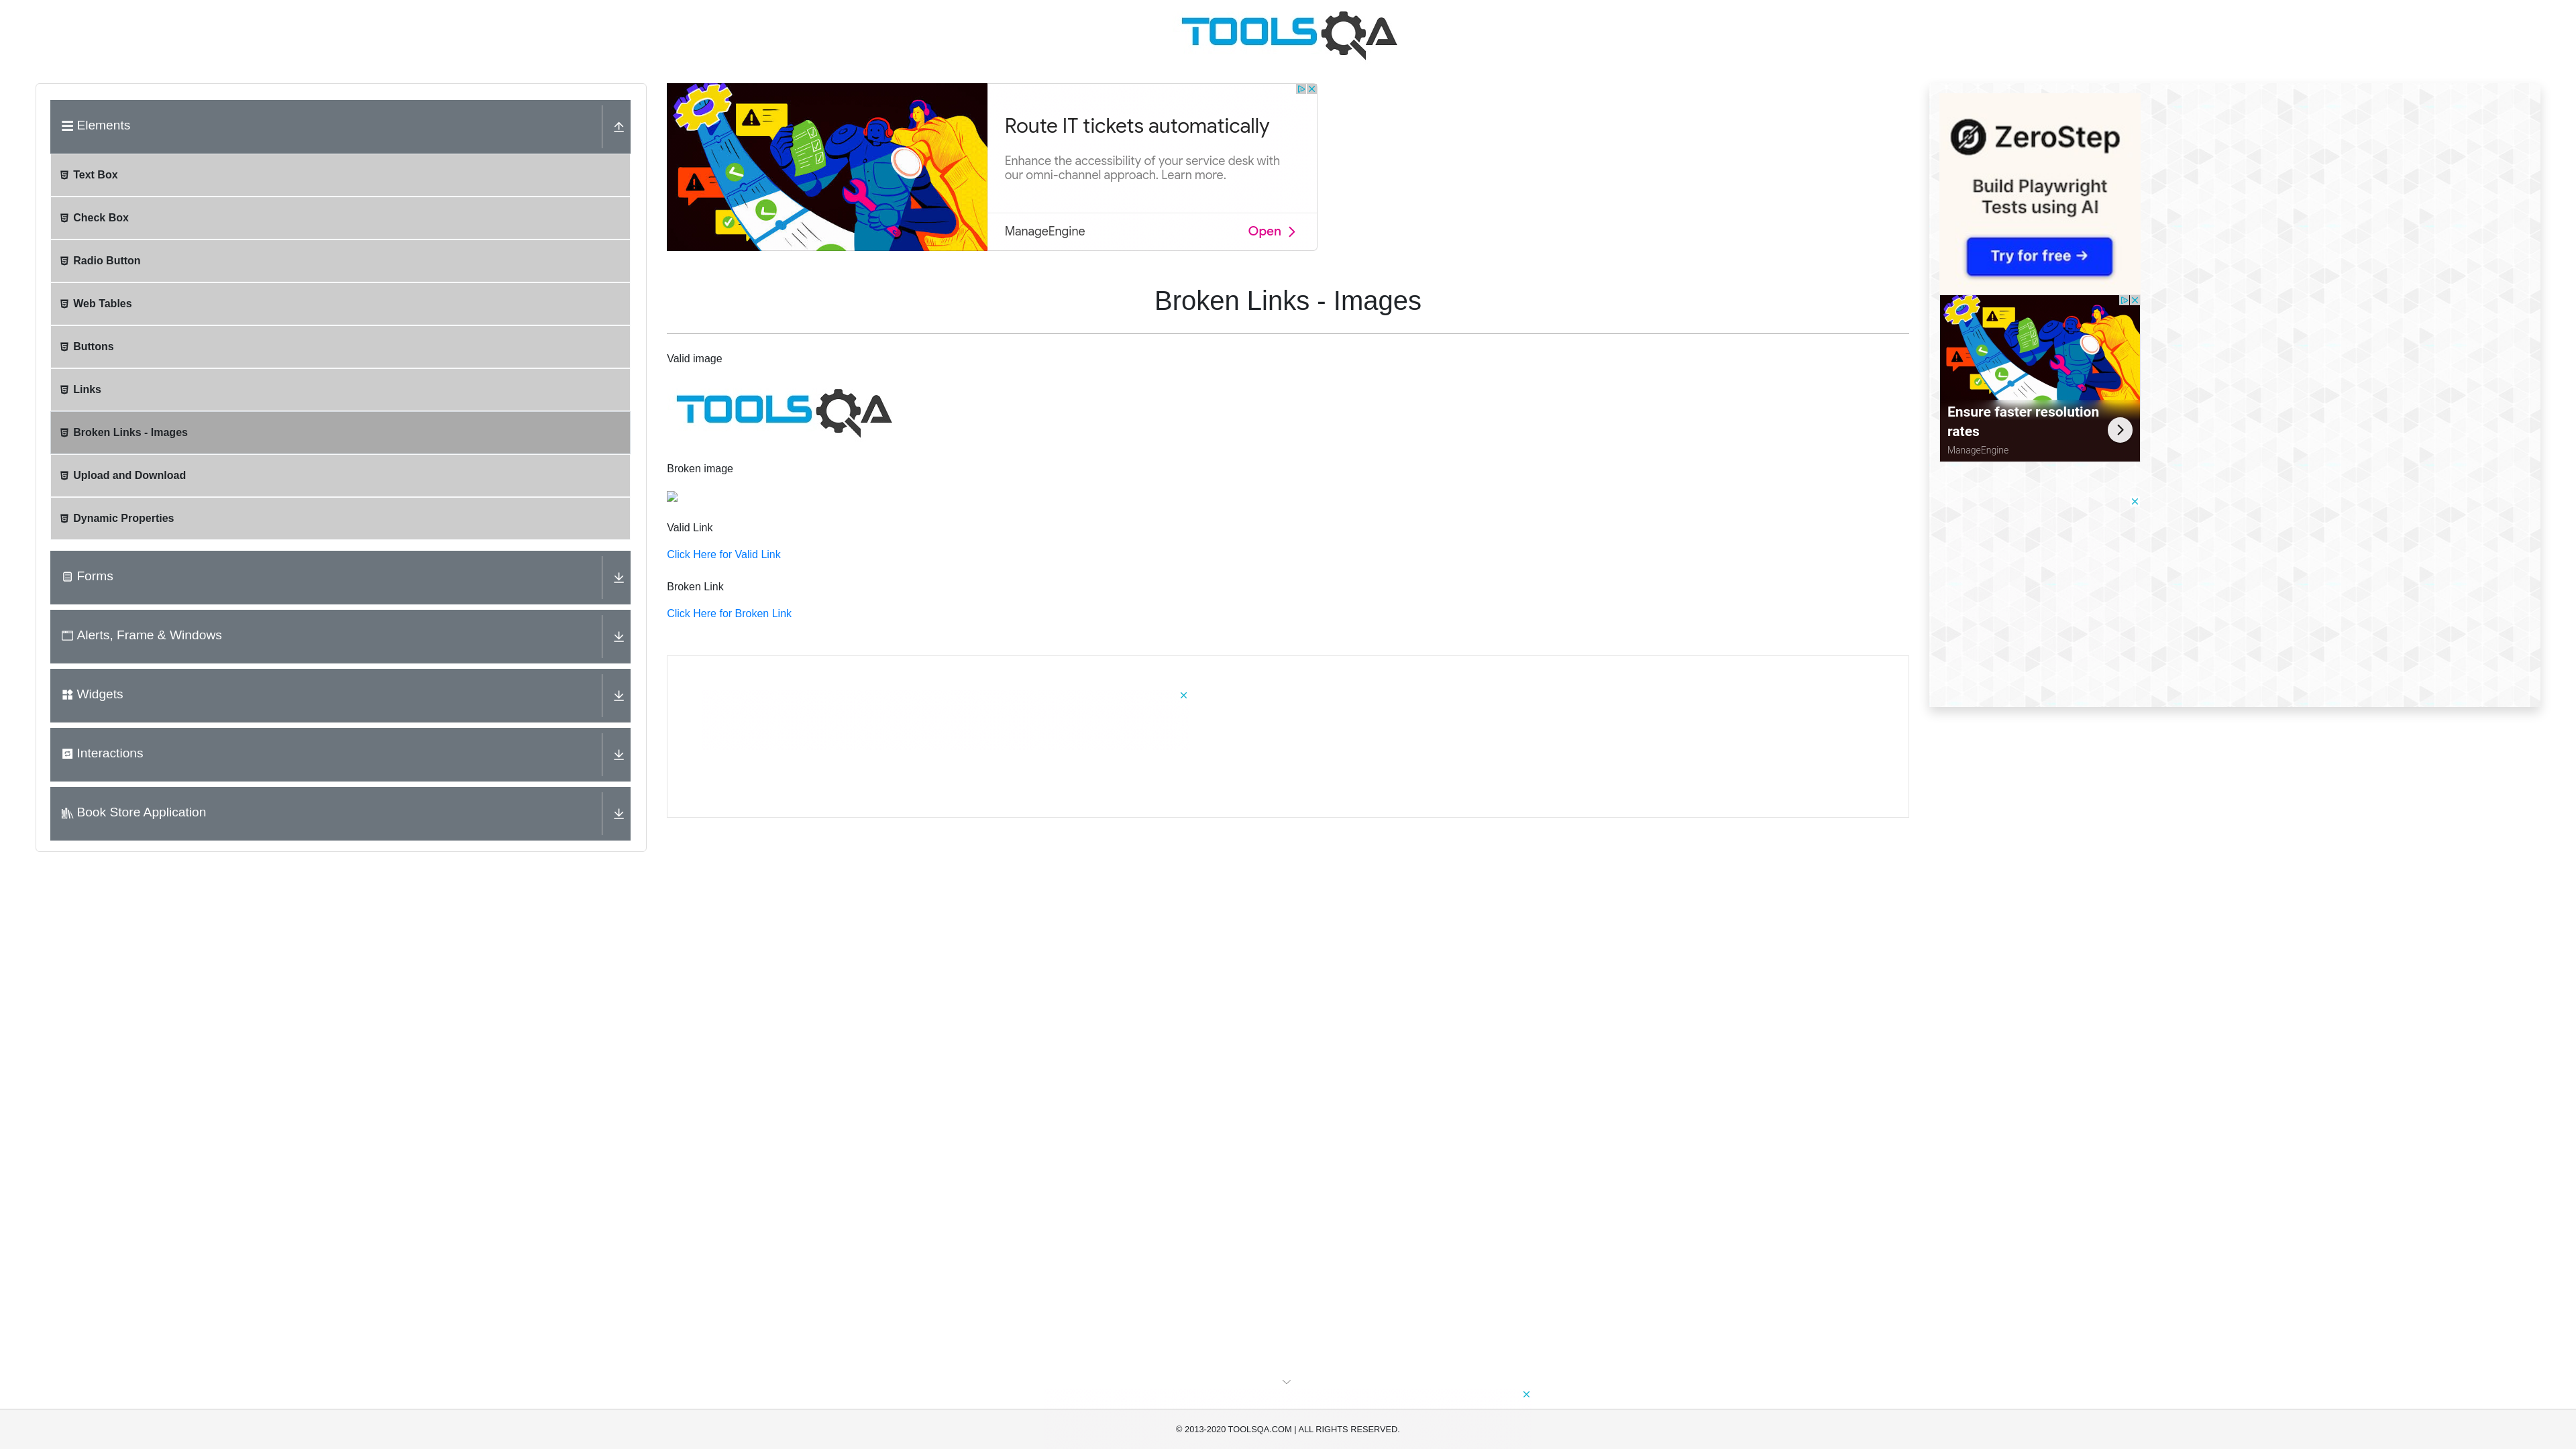 TOOLSQA
Elements
Text Box
Check Box
Radio Button
Web Tables
Buttons
Links
Broken Links - Images
Upload and Download
Dynamic Properties
Forms
Alerts, Frame & Windows
Widgets
Interactions
Book Store Application
Route IT tickets automatically
Enhance the accessibility of your service desk with
our omni-channel approach. Learn more.
ManageEngine
Open
Broken Links - Images
Valid image
TOOLSQA
Broken image
Valid Link
Click Here for Valid Link
Broken Link
Click Here for Broken Link
ZeroStep
Build Playwright
Tests using AI
Try for free →
Ensure faster resolution
rates
ManageEngine
© 2013-2020 TOOLSQA.COM | ALL RIGHTS RESERVED.